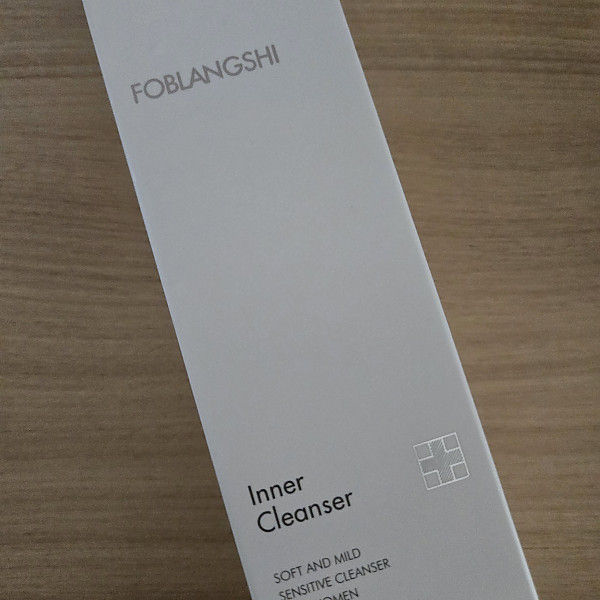 FOBLANGSHI
Inner
Cleanser
SOFT AND MILD
SENSITIVE CLEANSER